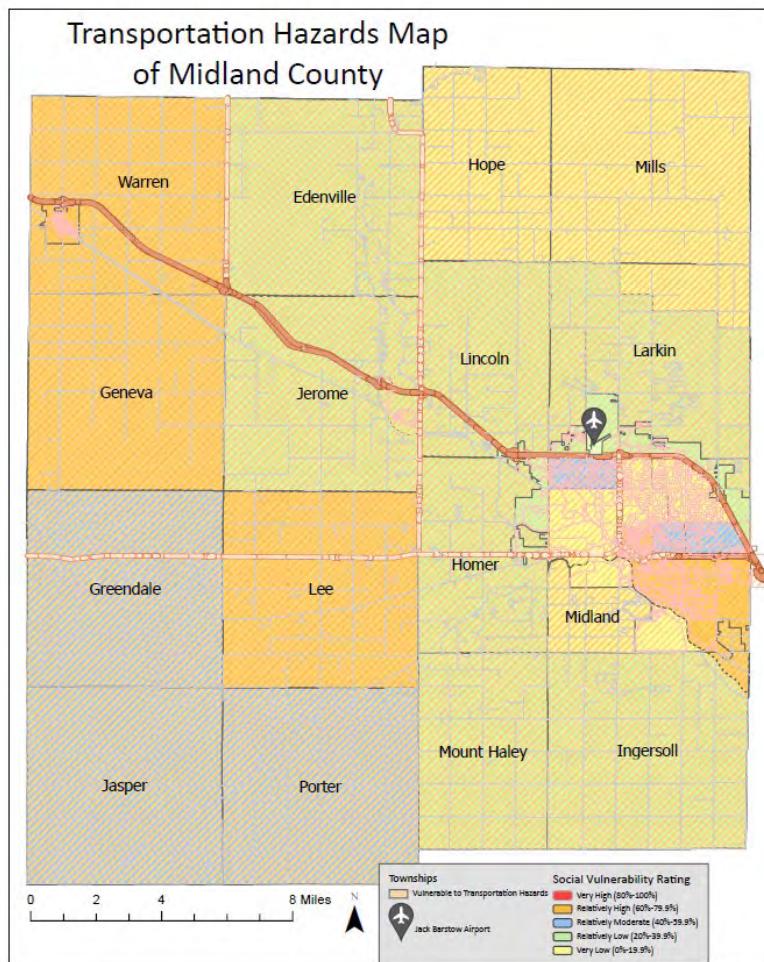 Transportation Hazards Map
of Midland County
Warren
Edenville
Hope
Mills
Geneva
Jerome
Lincoln
Larkin
Greendale
Lee
Homer
Midland
Jasper
Porter
Mount Haley
Ingersoll
0 2 4 8 Miles
N
Townships
Vulnerable to Transportation Hazards
Jack Barstow Airport
Social Vulnerability Rating
Very High (80%-100%)
Relatively High (60%-79.9%)
Relatively Moderate (40%-59.9%)
Relatively Low (20%-39.9%)
Very Low (0%-19.9%)